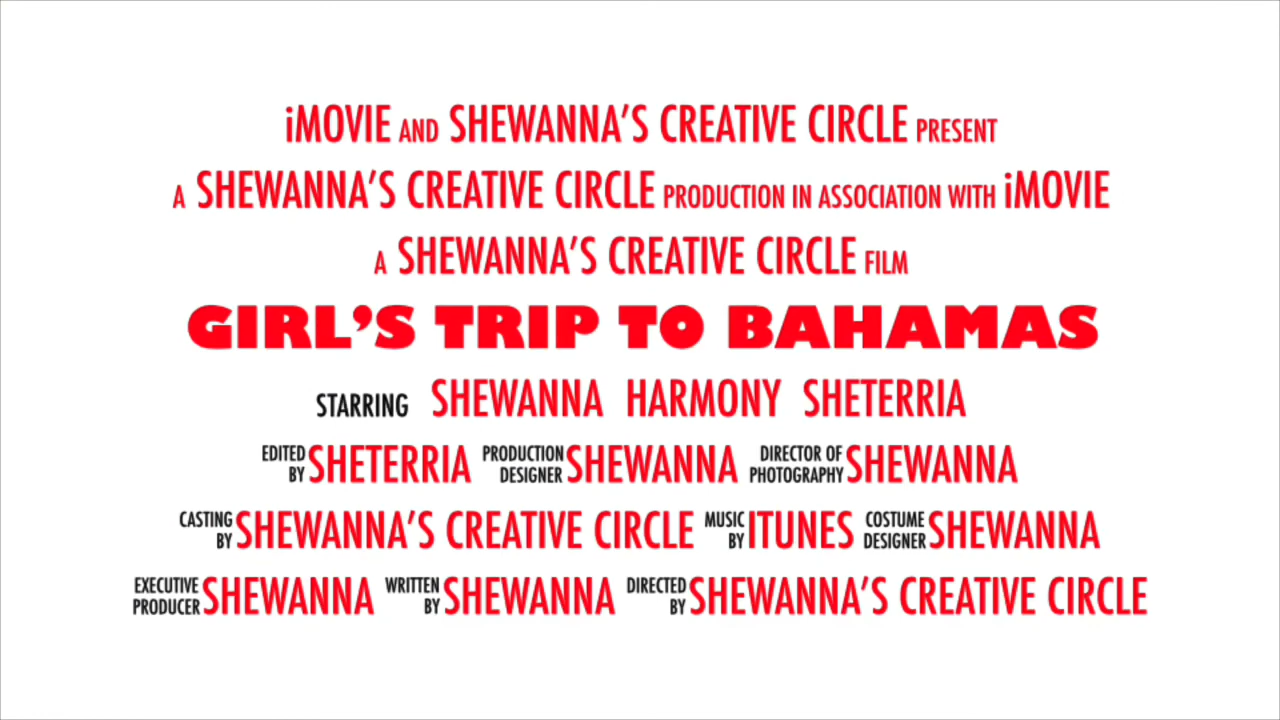 iMOVIE AND SHEWANNA'S CREATIVE CIRCLE PRESENT
A SHEWANNA'S CREATIVE CIRCLE PRODUCTION IN ASSOCIATION WITH iMOVIE
A SHEWANNA'S CREATIVE CIRCLE FILM
GIRL'S TRIP TO BAHAMAS
STARRING SHEWANNA HARMONY SHETERRIA
EDITED BY SHETERRIA PRODUCTION DESIGNER SHEWANNA DIRECTOR OF PHOTOGRAPHY SHEWANNA
CASTING BY SHEWANNA'S CREATIVE CIRCLE MUSIC BY ITUNES COSTUME DESIGNER SHEWANNA
EXECUTIVE PRODUCER SHEWANNA WRITTEN BY SHEWANNA DIRECTED BY SHEWANNA'S CREATIVE CIRCLE